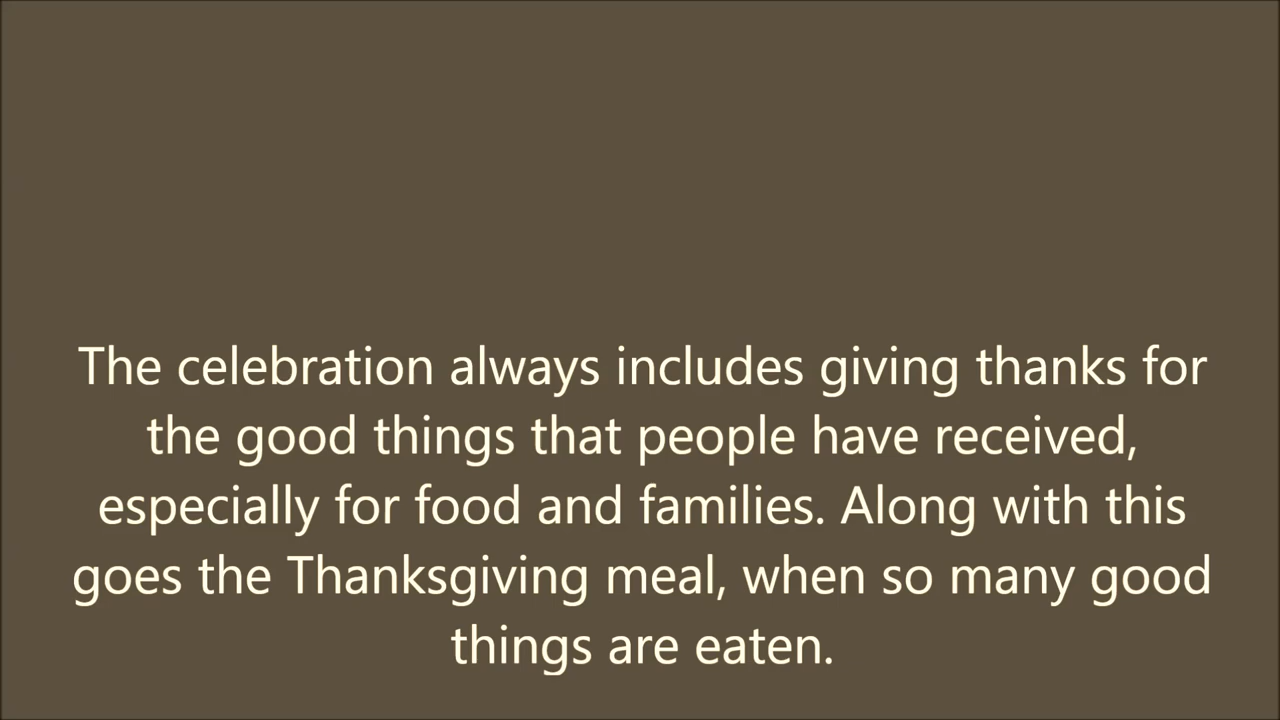 The celebration always includes giving thanks for
the good things that people have received,
especially for food and families. Along with this
goes the Thanksgiving meal, when so many good
things are eaten.